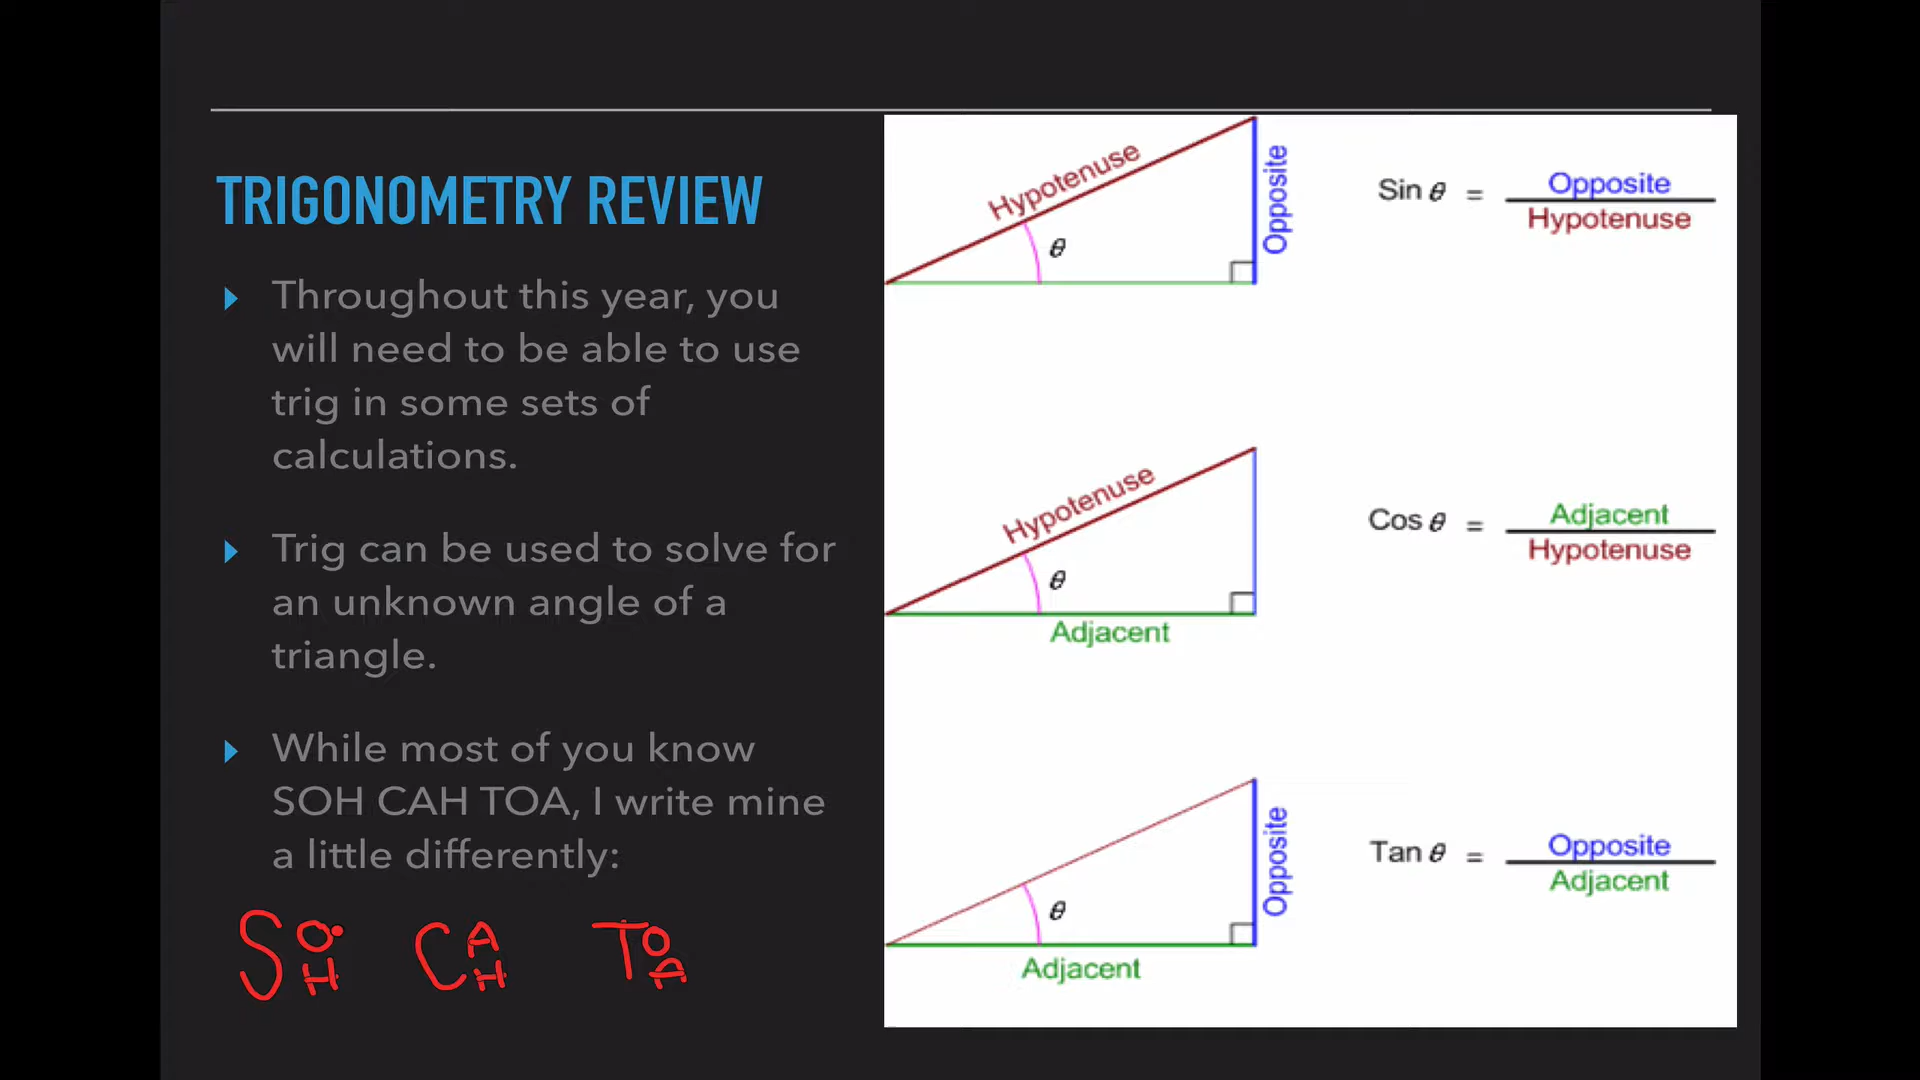 TRIGONOMETRY REVIEW
Throughout this year, you
will need to be able to use
trig in some sets of
calculations.
Trig can be used to solve for
an unknown angle of a
triangle.
While most of you know
SOH CAH TOA, I write mine
a little differently:
S O H C A H T O A
Hypotenuse
Opposite
θ
Sin θ = Opposite
Hypotenuse
Hypotenuse
θ
Adjacent
Cos θ = Adjacent
Hypotenuse
Opposite
θ
Adjacent
Tan θ = Opposite
Adjacent